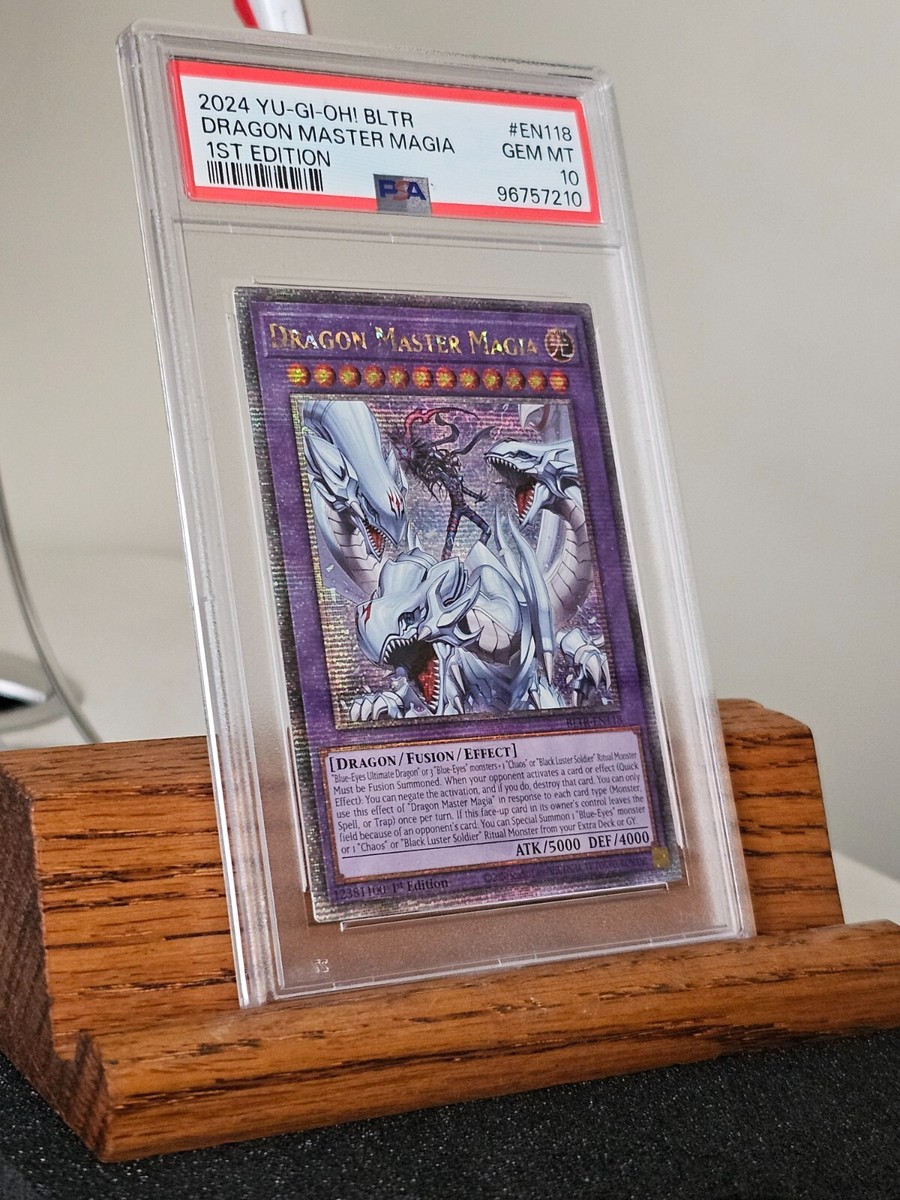 2024 YU-GI-OH! BLTR
DRAGON MASTER MAGIA
1ST EDITION
#EN118
GEM MT
10
96757210
PSA
DRAGON MASTER MAGIA
光
BLTR-EN118
[DRAGON/FUSION/EFFECT]
"Blue-Eyes Ultimate Dragon" or 3 "Blue-Eyes" monsters + 1 "Chaos" or "Black Luster Soldier" Ritual Monster
Must be Fusion Summoned. When your opponent activates a card or effect (Quick
Effect): You can negate the activation, and if you do, destroy that card. You can only
use this effect of "Dragon Master Magia" in response to each card type (Monster,
Spell, or Trap) once per turn. If this face-up card in its owner's control leaves the
field because of an opponent's card: You can Special Summon 1 "Blue-Eyes" monster
or 1 "Chaos" or "Black Luster Soldier" Ritual Monster from your Extra Deck or GY.
ATK/5000 DEF/4000
12381100 1st Edition